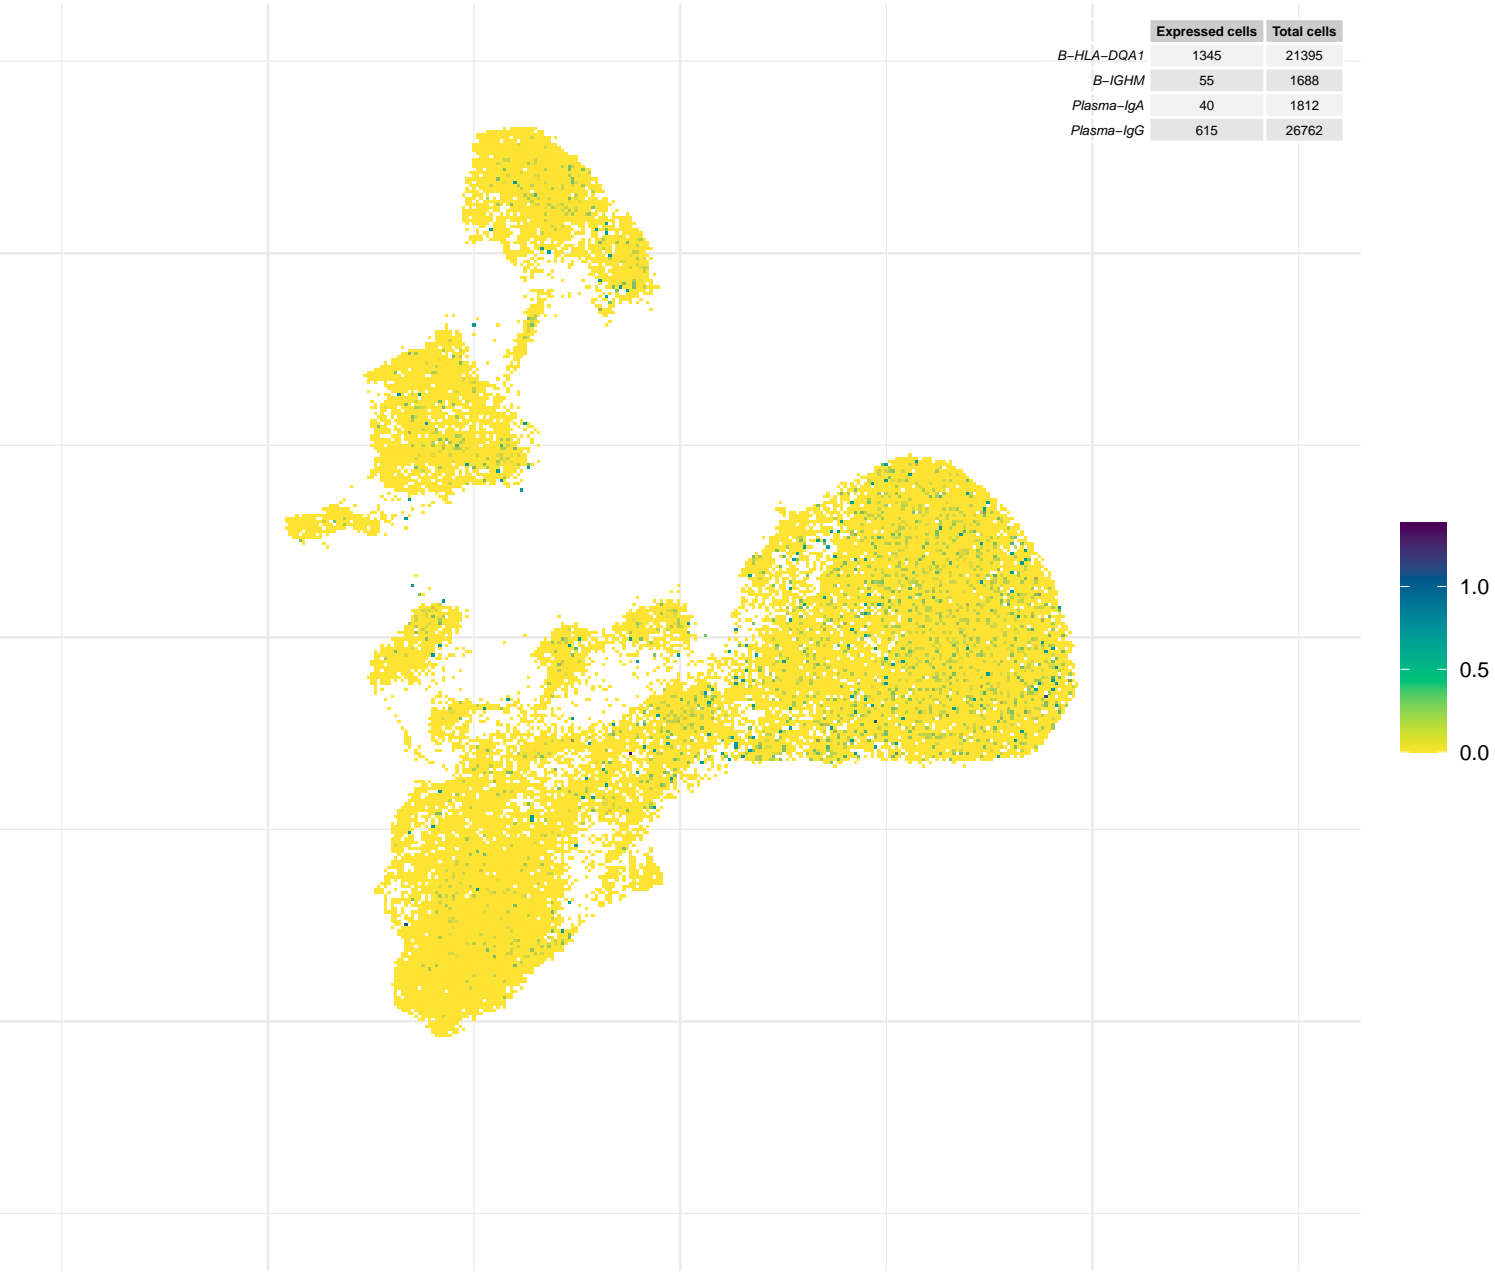 Expressed cells Total cells
B−HLA−DQA1 1345 21395
B−IGHM 55 1688
Plasma−IgA 40 1812
Plasma−IgG 615 26762
1.0
0.5
0.0